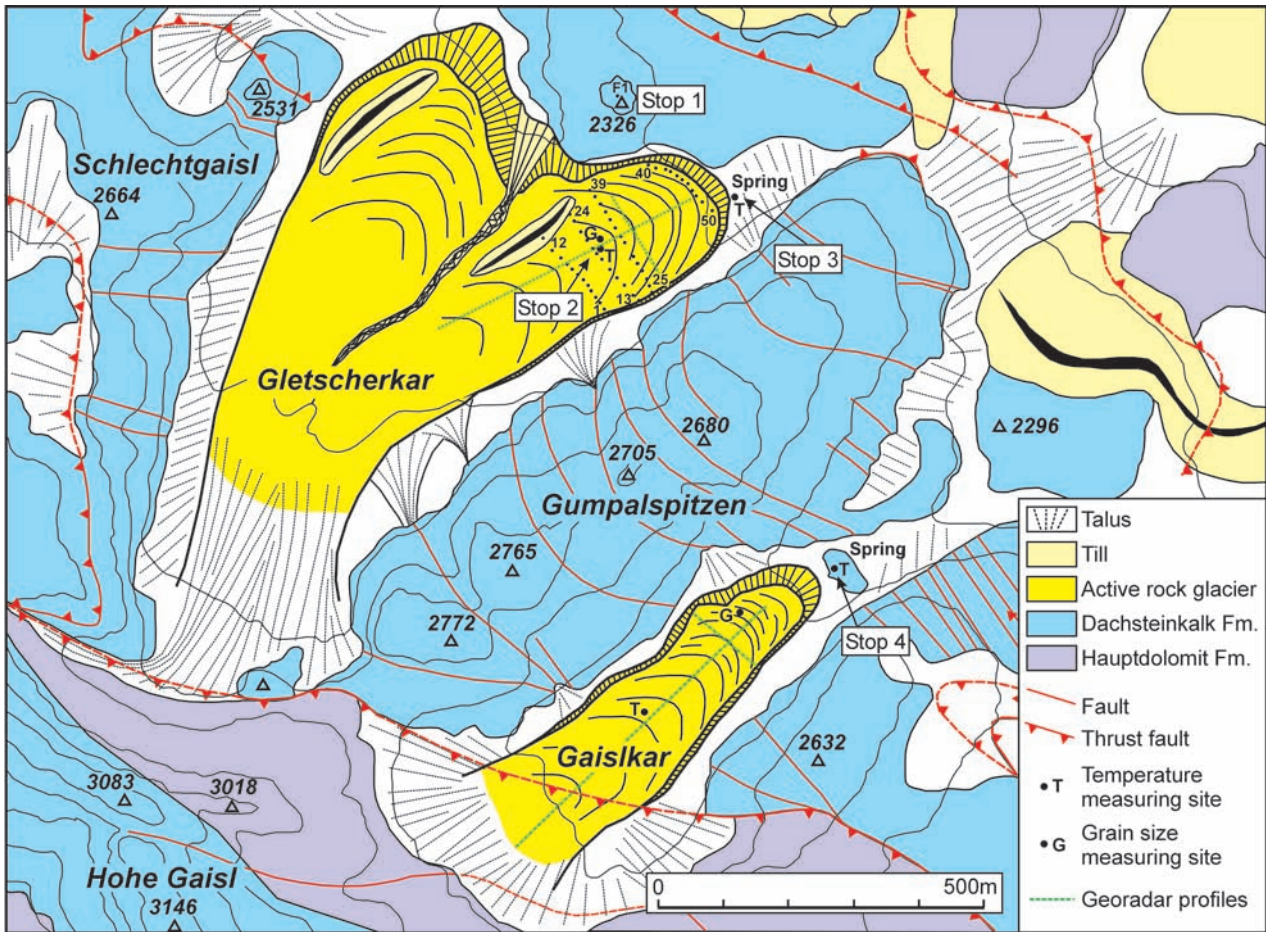 F1
2326
Stop 1
2531
Schlechtgaisl
2664
39
40
Spring
T
50
24
G
12
T
25
13
1
Stop 2
Stop 3
Gletscherkar
2680
2705
2296
Gumpalspitzen
2765
2772
Spring
T
Stop 4
G
T
Gaislkar
2632
3083
3018
Hohe Gaisl
3146
0 500m
Talus
Till
Active rock glacier
Dachsteinkalk Fm.
Hauptdolomit Fm.
Fault
Thrust fault
T Temperature
measuring site
G Grain size
measuring site
Georadar profiles